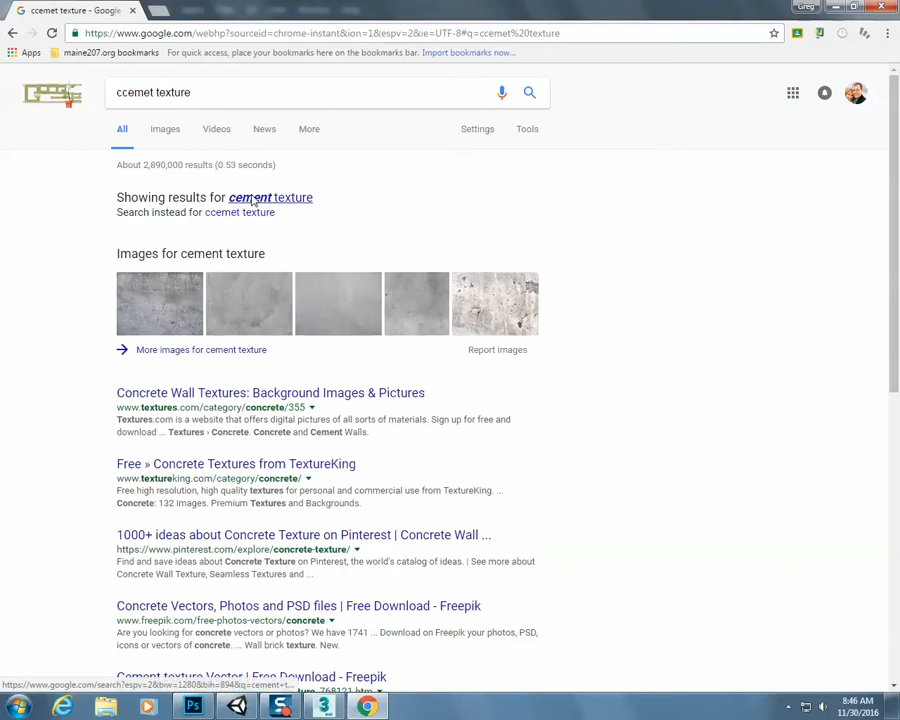 ccemet texture - Google
Greg
https://www.google.com/webhp?sourceid=chrome-instant&ion=1&espv=2&ie=UTF-8#q=ccemet%20texture
Apps maine207.org bookmarks For quick access, place your bookmarks here on the bookmarks bar. Import bookmarks now...
ccemet texture
All Images Videos News More Settings Tools
About 2,890,000 results (0.53 seconds)
Showing results for cement texture
Search instead for ccemet texture
Images for cement texture
More images for cement texture Report images
Concrete Wall Textures: Background Images & Pictures
www.textures.com/category/concrete/355
Textures.com is a website that offers digital pictures of all sorts of materials. Sign up for free and
download ... Textures › Concrete. Concrete and Cement Walls.
Free » Concrete Textures from TextureKing
www.textureking.com/category/concrete/
Free high resolution, high quality textures for personal and commercial use from TextureKing. ...
Concrete: 132 Images. Premium Textures and Backgrounds.
1000+ ideas about Concrete Texture on Pinterest | Concrete Wall ...
https://www.pinterest.com/explore/concrete-texture/
Find and save ideas about Concrete Texture on Pinterest, the world's catalog of ideas. | See more about
Concrete Wall Texture, Seamless Textures and ...
Concrete Vectors, Photos and PSD files | Free Download - Freepik
www.freepik.com/free-photos-vectors/concrete
Are you looking for concrete vectors or photos? We have 1741 ... Download on Freepik your photos, PSD,
icons or vectors of concrete. ... Wall brick texture. New.
Cement texture Vector | Free Download - Freepik
https://www.google.com/search?espv=2&biw=1280&bih=894&q=cement+t...
Ps
3
8:46 AM
11/30/2016